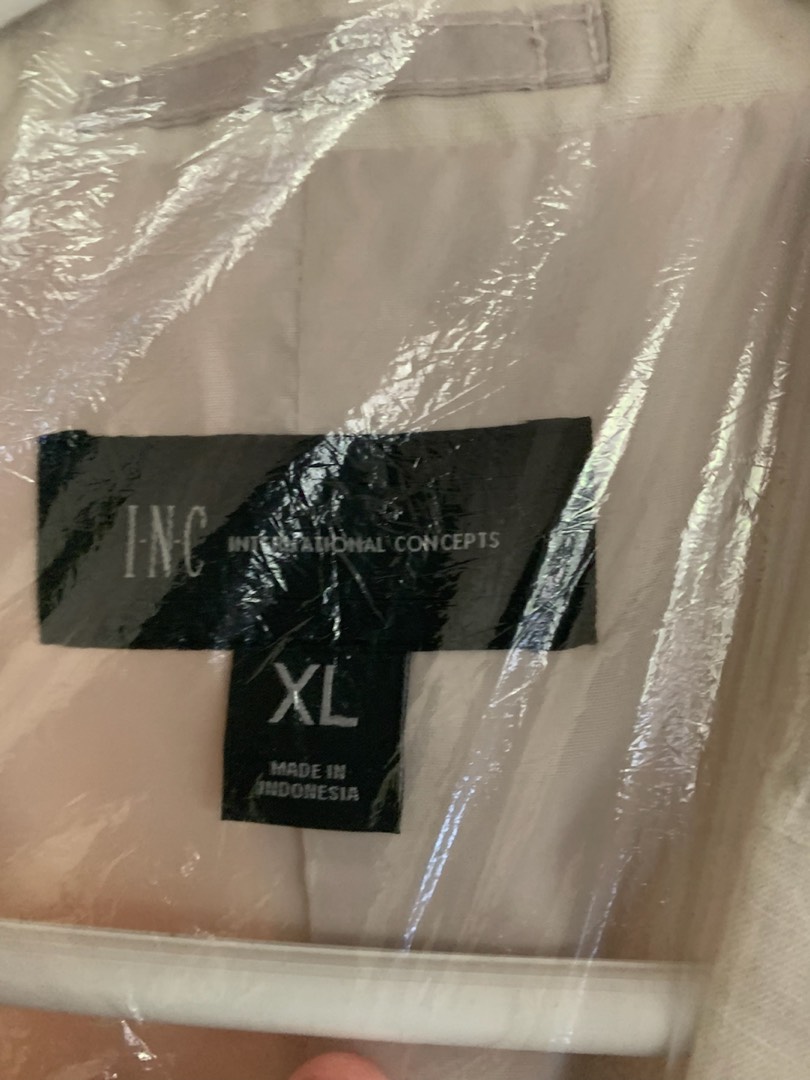 I·N·C INTERNATIONAL CONCEPTS
XL
MADE IN
INDONESIA